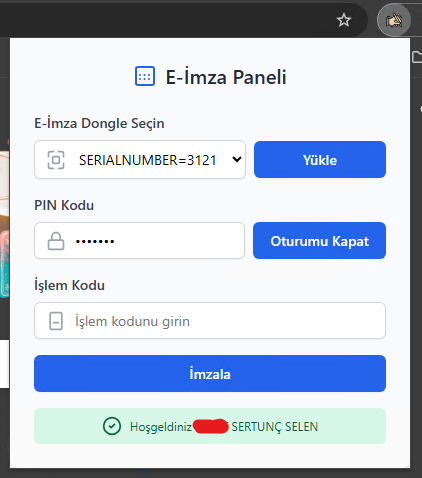 E-İmza Paneli
E-İmza Dongle Seçin
SERIALNUMBER=3121
Yükle
PIN Kodu
•••••••
Oturumu Kapat
İşlem Kodu
İşlem kodunu girin
İmzala
Hoşgeldiniz SERTUNÇ SELEN